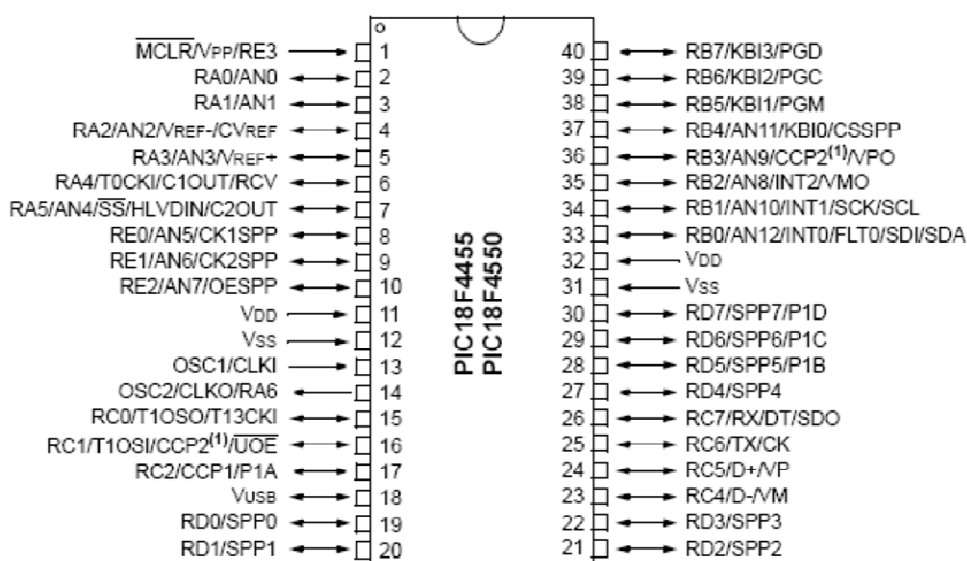 MCLR/VPP/RE3 1
RA0/AN0 2
RA1/AN1 3
RA2/AN2/VREF-/CVREF 4
RA3/AN3/VREF+ 5
RA4/T0CKI/C1OUT/RCV 6
RA5/AN4/SS/HLVDIN/C2OUT 7
RE0/AN5/CK1SPP 8
RE1/AN6/CK2SPP 9
RE2/AN7/OESPP 10
VDD 11
VSS 12
OSC1/CLKI 13
OSC2/CLKO/RA6 14
RC0/T1OSO/T13CKI 15
RC1/T1OSI/CCP2(1)/UOE 16
RC2/CCP1/P1A 17
VUSB 18
RD0/SPP0 19
RD1/SPP1 20
PIC18F4455
PIC18F4550
40 RB7/KBI3/PGD
39 RB6/KBI2/PGC
38 RB5/KBI1/PGM
37 RB4/AN11/KBI0/CSSPP
36 RB3/AN9/CCP2(1)/VPO
35 RB2/AN8/INT2/VMO
34 RB1/AN10/INT1/SCK/SCL
33 RB0/AN12/INT0/FLT0/SDI/SDA
32 VDD
31 VSS
30 RD7/SPP7/P1D
29 RD6/SPP6/P1C
28 RD5/SPP5/P1B
27 RD4/SPP4
26 RC7/RX/DT/SDO
25 RC6/TX/CK
24 RC5/D+/VP
23 RC4/D-/VM
22 RD3/SPP3
21 RD2/SPP2